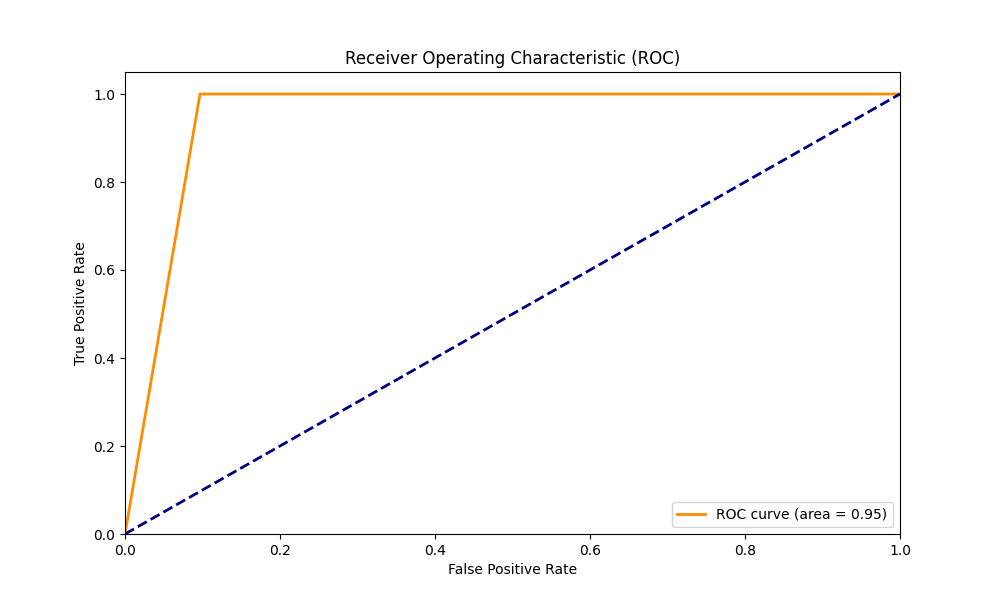 Receiver Operating Characteristic (ROC)
1.0
0.8
0.6
0.4
0.2
0.0
True Positive Rate
ROC curve (area = 0.95)
0.0 0.2 0.4 0.6 0.8 1.0
False Positive Rate